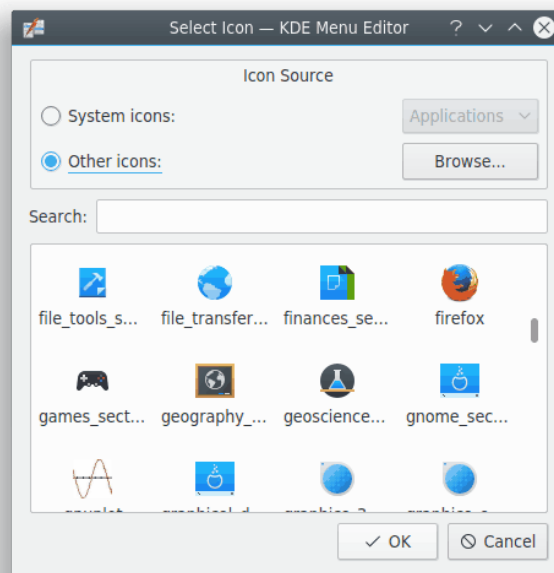 Select Icon — KDE Menu Editor
Icon Source
System icons:
Applications
Other icons:
Browse...
Search:
file_tools_s... file_transfer... finances_se... firefox
games_sect... geography_... geoscience... gnome_sec...
OK Cancel